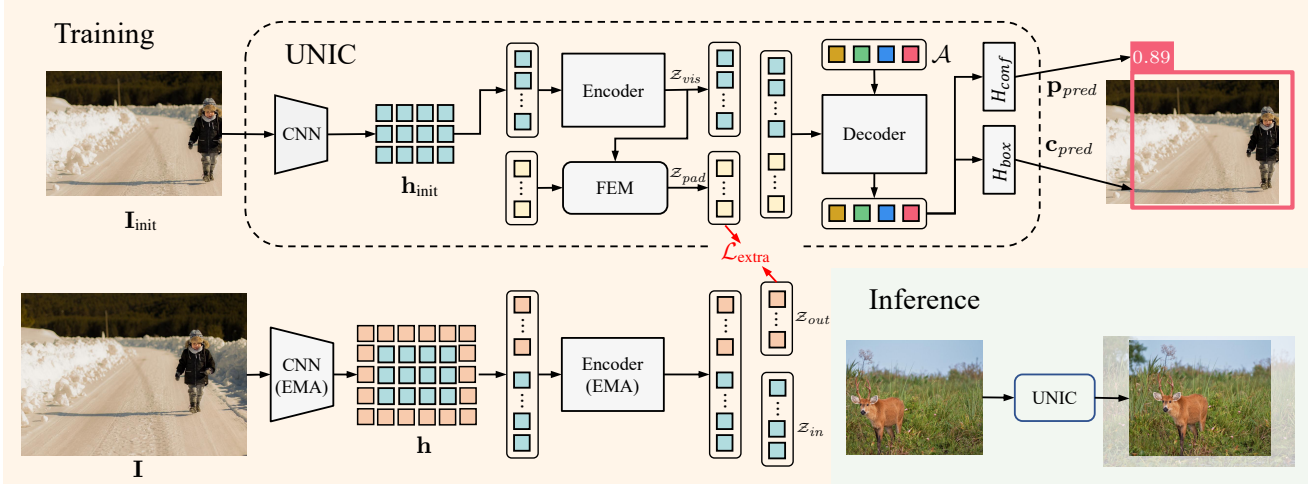 Training
UNIC
CNN
h_init
Encoder
z_vis
FEM
z_pad
𝒜
Decoder
H_conf
H_box
0.89
p_pred
c_pred
I_init
ℒ_extra
CNN
(EMA)
h
Encoder
(EMA)
z_out
z_in
I
Inference
UNIC